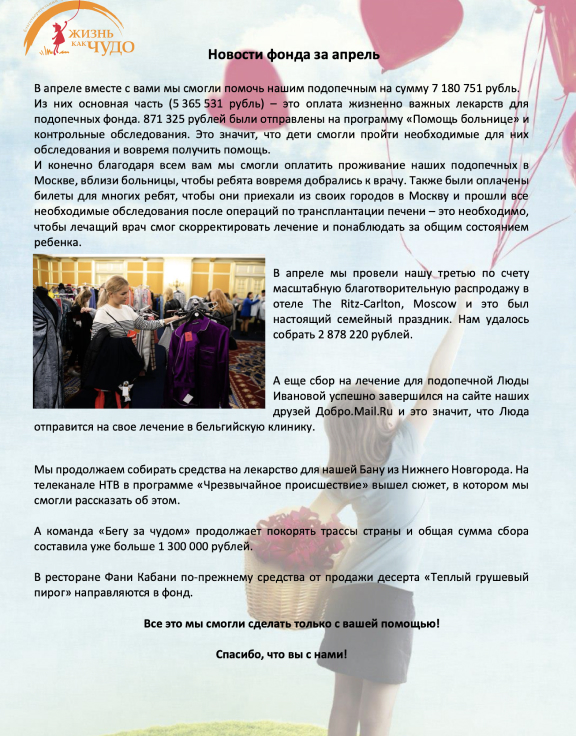 ЖИЗНЬ
КАК ЧУДО
Новости фонда за апрель
В апреле вместе с вами мы смогли помочь нашим подопечным на сумму 7 180 751 рубль.
Из них основная часть (5 365 531 рубль) – это оплата жизненно важных лекарств для
подопечных фонда. 871 325 рублей были отправлены на программу «Помощь больнице» и
контрольные обследования. Это значит, что дети смогли пройти необходимые для них
обследования и вовремя получить помощь.
И конечно благодаря всем вам мы смогли оплатить проживание наших подопечных в
Москве, вблизи больницы, чтобы ребята вовремя добрались к врачу. Также были оплачены
билеты для многих ребят, чтобы они приехали из своих городов в Москву и прошли все
необходимые обследования после операций по трансплантации печени – это необходимо,
чтобы лечащий врач смог скорректировать лечение и понаблюдать за общим состоянием
ребенка.
В апреле мы провели нашу третью по счету
масштабную благотворительную распродажу в
отеле The Ritz-Carlton, Moscow и это был
настоящий семейный праздник. Нам удалось
собрать 2 878 220 рублей.
А еще сбор на лечение для подопечной Люды
Ивановой успешно завершился на сайте наших
друзей Добро.Mail.Ru и это значит, что Люда
отправится на свое лечение в бельгийскую клинику.
Мы продолжаем собирать средства на лекарство для нашей Бану из Нижнего Новгорода. На
телеканале НТВ в программе «Чрезвычайное происшествие» вышел сюжет, в котором мы
смогли рассказать об этом.
А команда «Бегу за чудом» продолжает покорять трассы страны и общая сумма сбора
составила уже больше 1 300 000 рублей.
В ресторане Фани Кабани по-прежнему средства от продажи десерта «Теплый грушевый
пирог» направляются в фонд.
Все это мы смогли сделать только с вашей помощью!
Спасибо, что вы с нами!